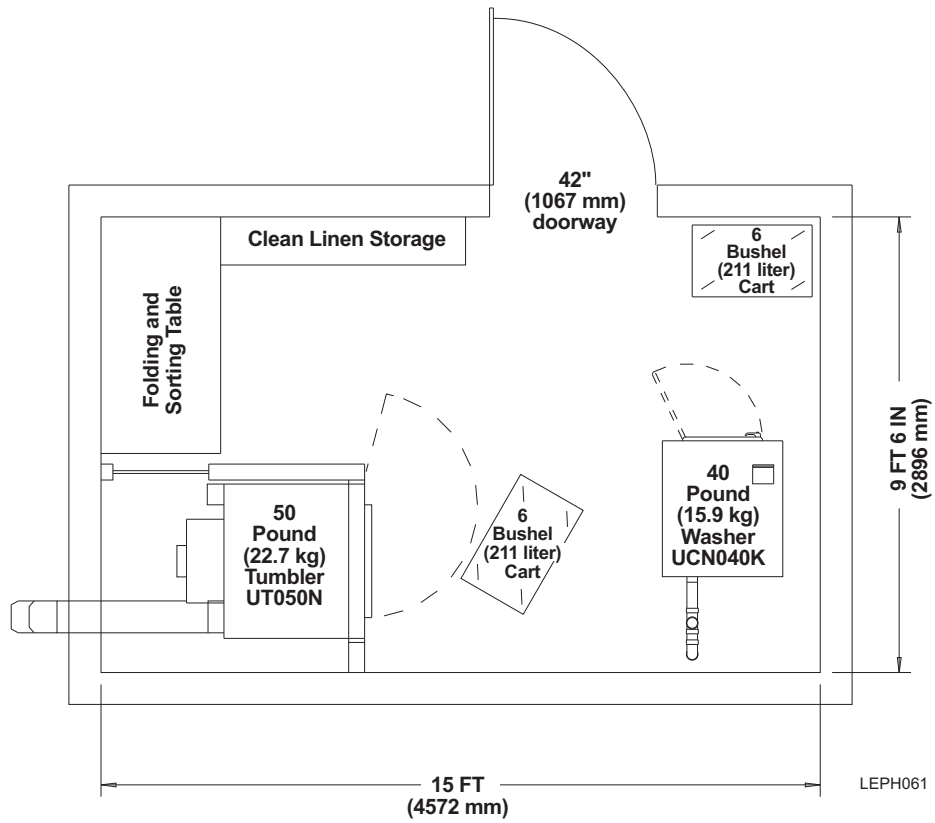 42"
(1067 mm)
doorway
Clean Linen Storage
6
Bushel
(211 liter)
Cart
Folding and
Sorting Table
9 FT 6 IN
(2896 mm)
40
Pound
(15.9 kg)
Washer
UCN040K
50
Pound
(22.7 kg)
Tumbler
UT050N
6
Bushel
(211 liter)
Cart
15 FT
(4572 mm)
LEPH061